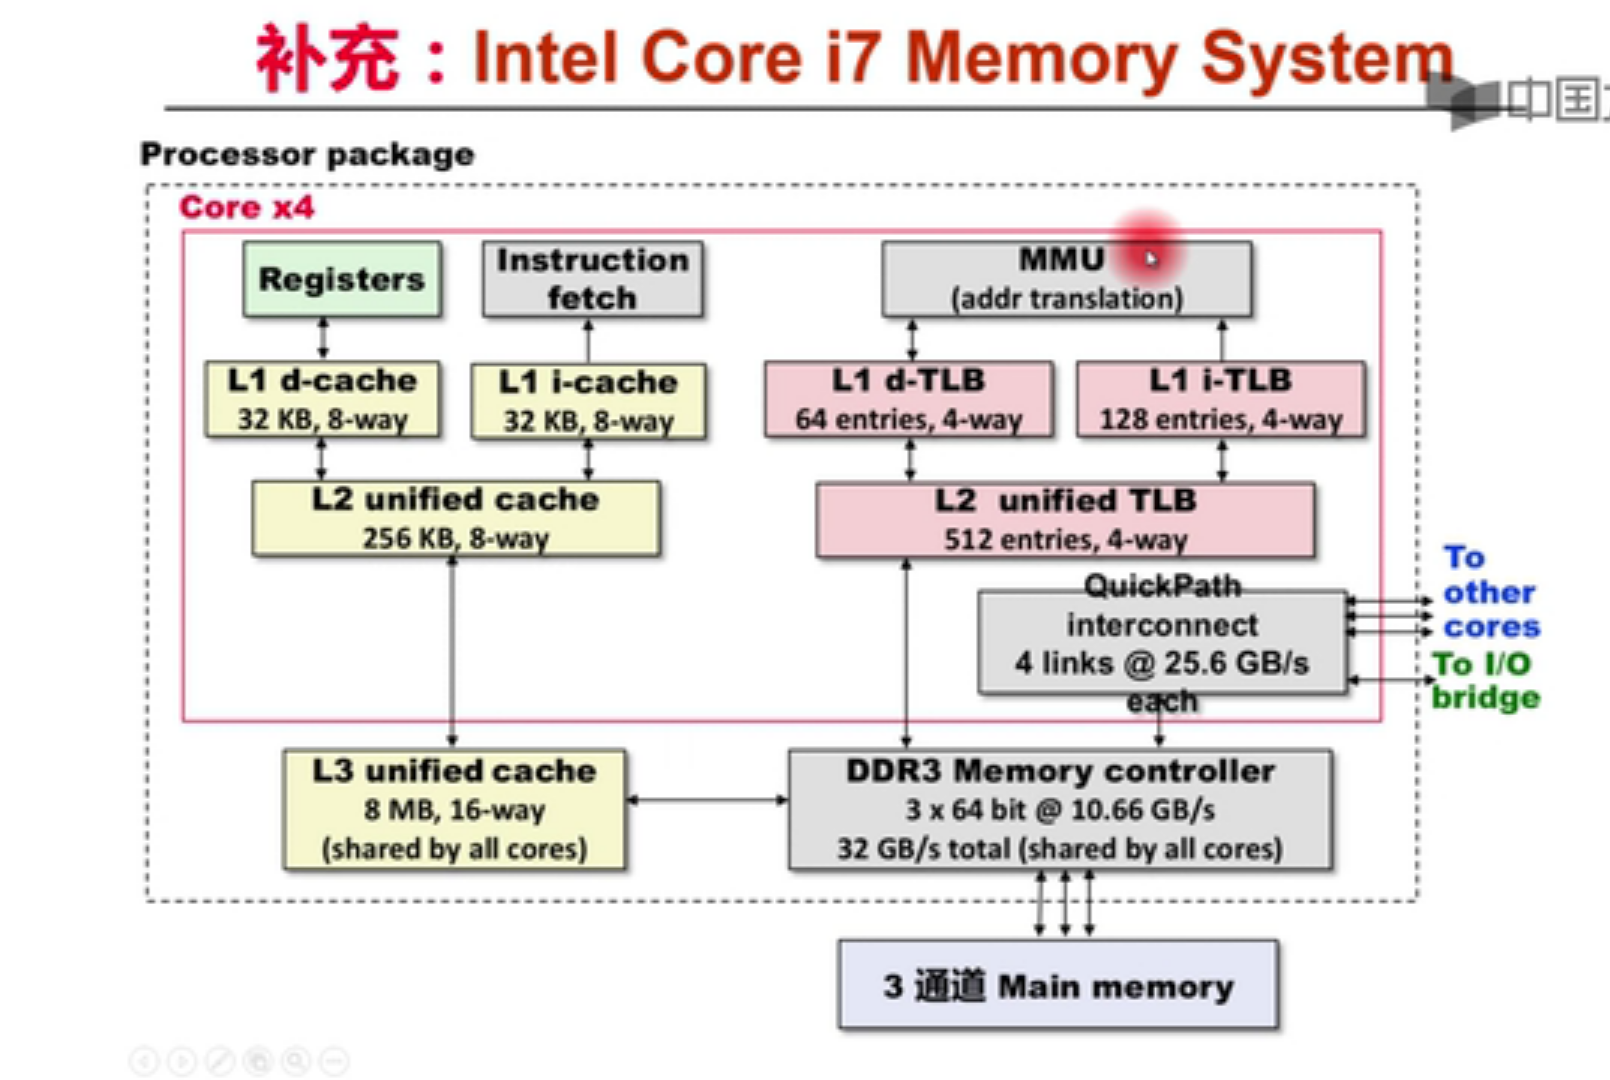 补充：Intel Core i7 Memory System
中国
Processor package
Core x4
Registers
Instruction
fetch
MMU
(addr translation)
L1 d-cache
32 KB, 8-way
L1 i-cache
32 KB, 8-way
L1 d-TLB
64 entries, 4-way
L1 i-TLB
128 entries, 4-way
L2 unified cache
256 KB, 8-way
L2 unified TLB
512 entries, 4-way
QuickPath
interconnect
4 links @ 25.6 GB/s
each
To
other
cores
To I/O
bridge
L3 unified cache
8 MB, 16-way
(shared by all cores)
DDR3 Memory controller
3 x 64 bit @ 10.66 GB/s
32 GB/s total (shared by all cores)
3 通道 Main memory